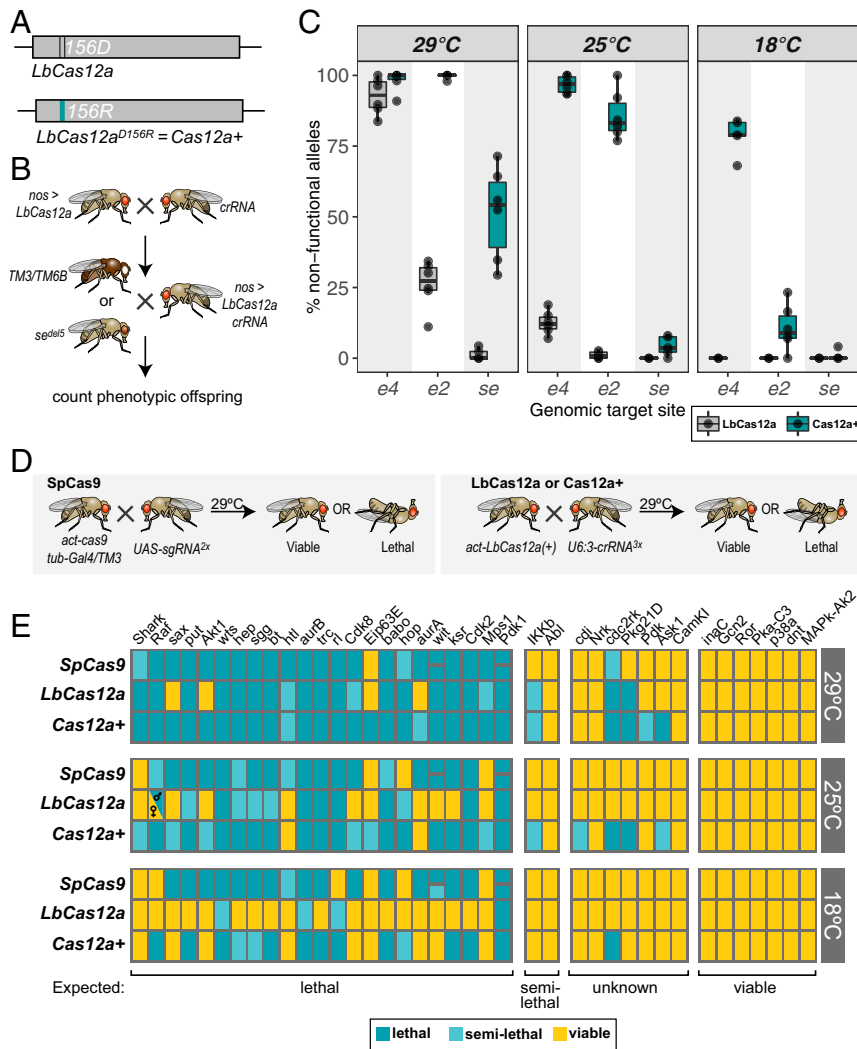 A
156D
LbCas12a
156R
LbCas12a^D156R = Cas12a+
B
nos >
LbCas12a
crRNA
TM3/TM6B
or
se^del5
nos >
LbCas12a
crRNA
count phenotypic offspring
C
29°C
25°C
18°C
% non-functional alleles
100
75
50
25
0
e4
e2
se
e4
e2
se
e4
e2
se
Genomic target site
LbCas12a
Cas12a+
D
SpCas9
act-cas9
tub-Gal4/TM3
UAS-sgRNA^2x
29ºC
Viable
OR
Lethal
LbCas12a or Cas12a+
act-LbCas12a(+)
U6:3-crRNA^3x
29ºC
Viable
OR
Lethal
E
Shark Raf sax put Akt1 wts hep sgg bt htl aurB trc rl Cdk8 Eip63E babo hop aurA wit ksr Cdk2 Mps1 Pdk1
IKKb Abl
cdi Nrk cdc2rk Pkg21D Pdk Ask1 CamKI
inaC Gcn2 Ror Pka-C3 p38a dnt MAPk-Ak2
SpCas9
LbCas12a
Cas12a+
29ºC
SpCas9
LbCas12a
♂
♀
Cas12a+
25ºC
SpCas9
LbCas12a
Cas12a+
18ºC
Expected:
lethal
semi-
lethal
unknown
viable
lethal
semi-lethal
viable